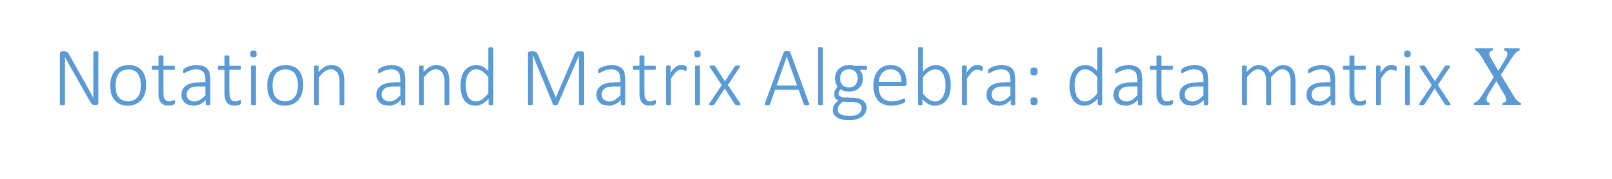 Notation and Matrix Algebra: data matrix X